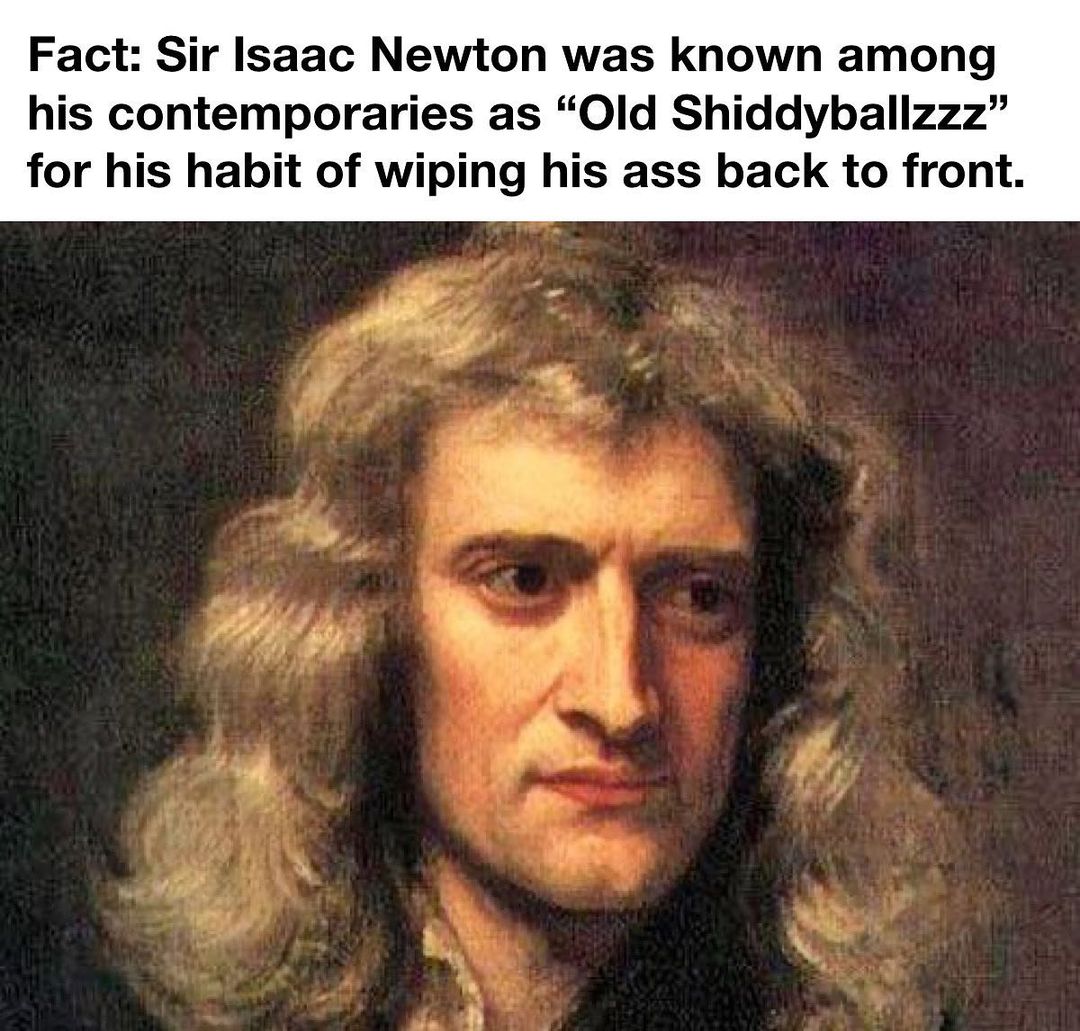 Fact: Sir Isaac Newton was known among
his contemporaries as “Old Shiddyballzzz”
for his habit of wiping his ass back to front.